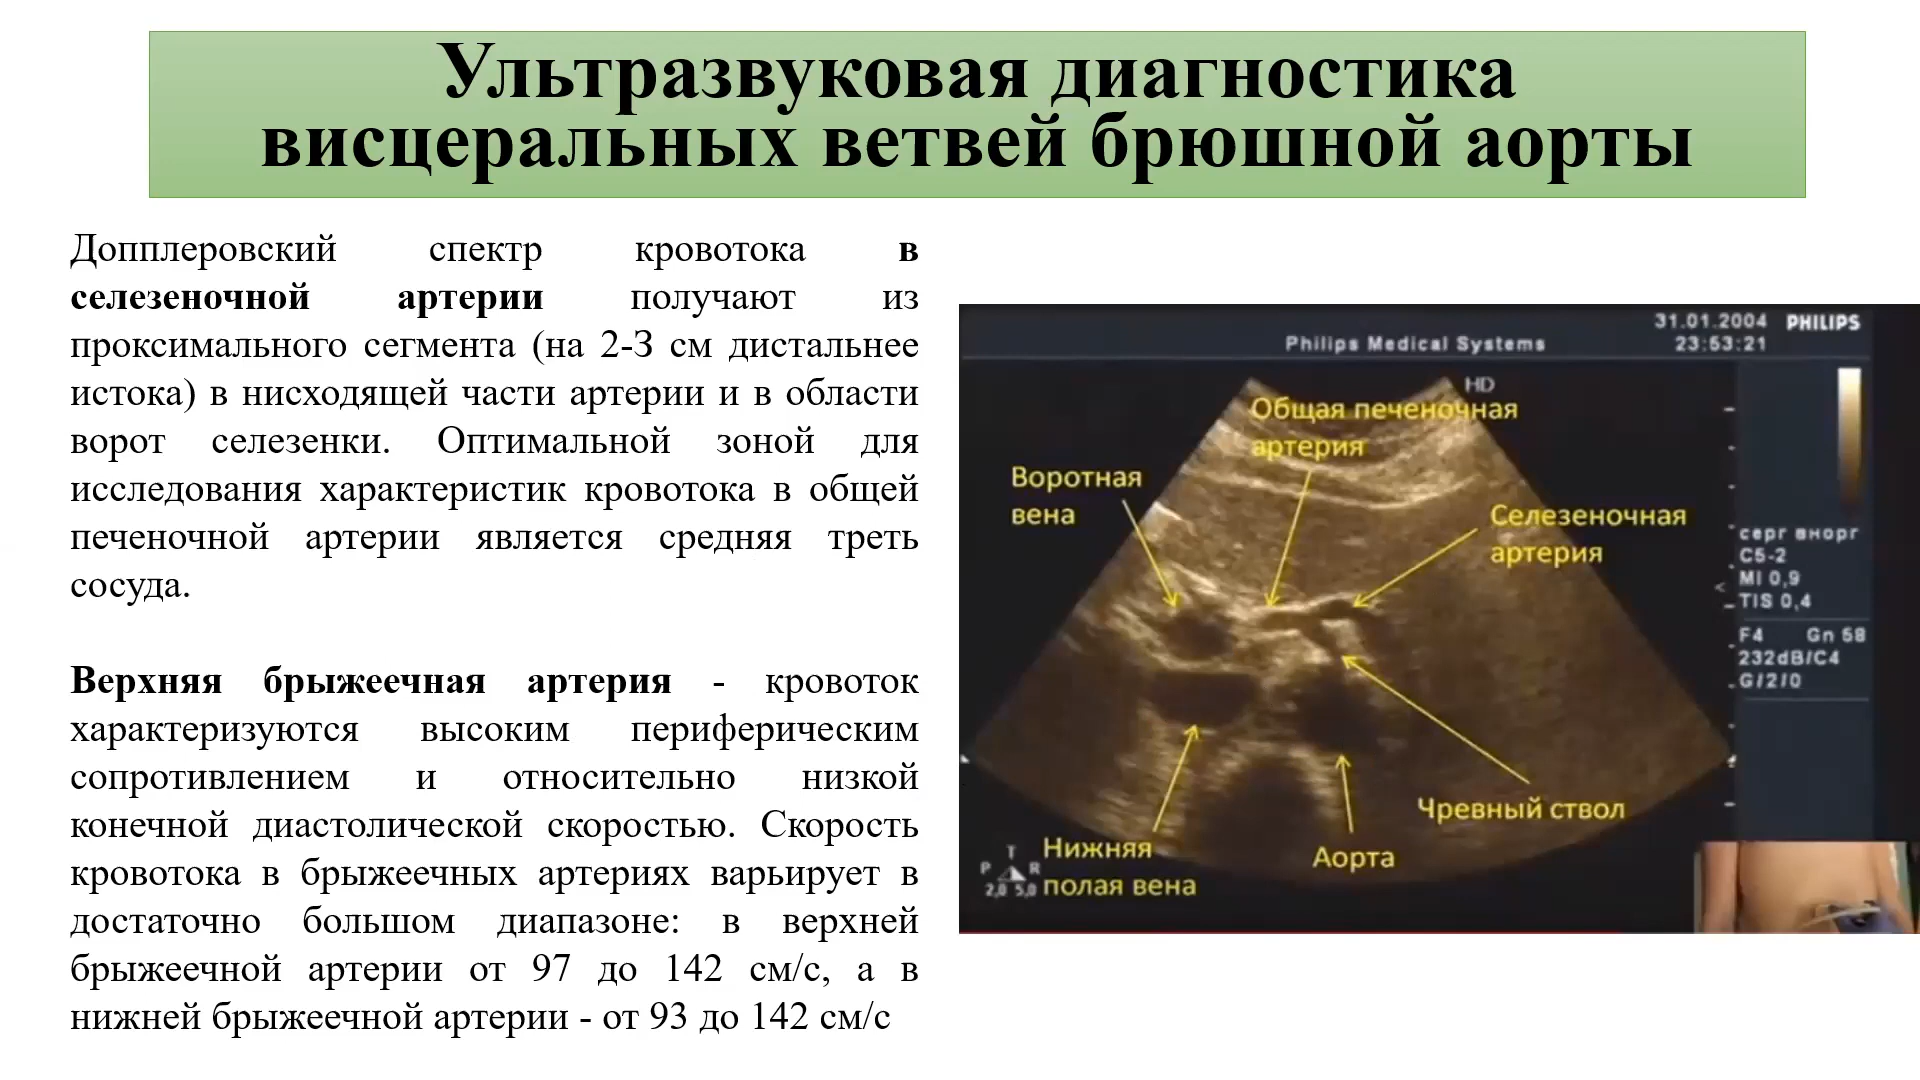 Ультразвуковая диагностика
висцеральных ветвей брюшной аорты
Допплеровский спектр кровотока в
селезеночной артерии получают из
проксимального сегмента (на 2-3 см дистальнее
истока) в нисходящей части артерии и в области
ворот селезенки. Оптимальной зоной для
исследования характеристик кровотока в общей
печеночной артерии является средняя треть
сосуда.
Верхняя брыжеечная артерия - кровоток
характеризуются высоким периферическим
сопротивлением и относительно низкой
конечной диастолической скоростью. Скорость
кровотока в брыжеечных артериях варьирует в
достаточно большом диапазоне: в верхней
брыжеечной артерии от 97 до 142 см/с, а в
нижней брыжеечной артерии - от 93 до 142 см/с
31.01.2004 PHILIPS
Philips Medical Systems 23:53:21
HD
Общая печеночная
артерия
Воротная
вена
Селезеночная
артерия
серг внорг
C5-2
MI 0,9
TIS 0,4
F4 Gn 58
232dB/C4
G/2/0
Чревный ствол
Нижняя
полая вена
Аорта
T
P R
2,0 5,0